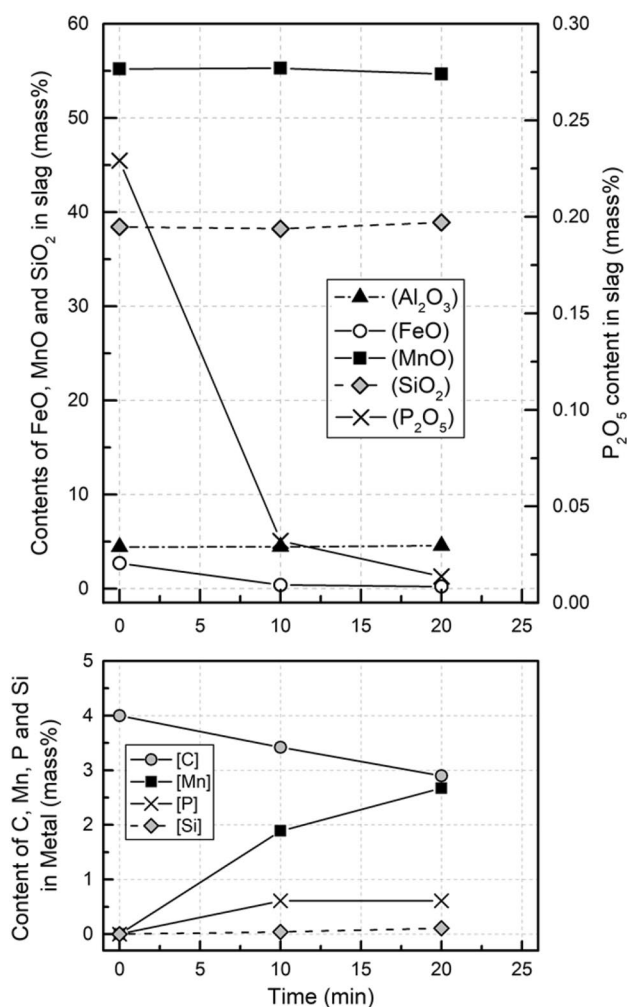 60
50
40
30
20
10
0
0.30
0.25
0.20
0.15
0.10
0.05
0.00
Contents of FeO, MnO and SiO₂ in slag (mass%)
P₂O₅ content in slag (mass%)
(Al₂O₃)
(FeO)
(MnO)
(SiO₂)
(P₂O₅)
0 5 10 15 20 25
5
4
3
2
1
0
Content of C, Mn, P and Si
in Metal (mass%)
[C]
[Mn]
[P]
[Si]
0 5 10 15 20 25
Time (min)